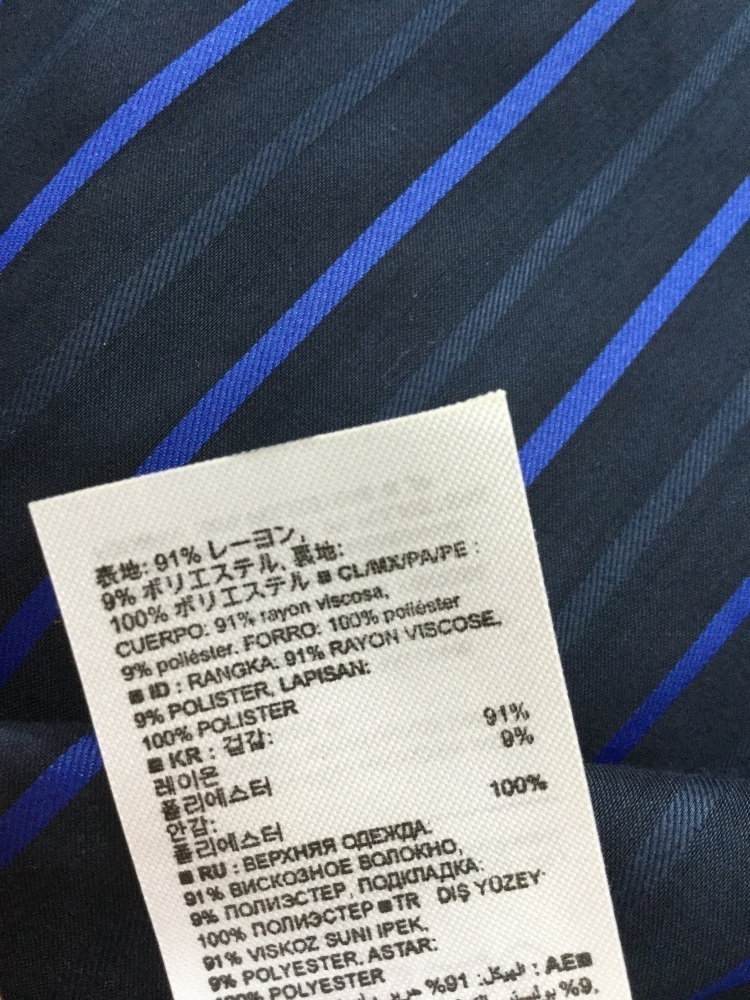 表地: 91% レーヨン,
9% ポリエステル, 裏地:
100% ポリエステル ■ CL/MX/PA/PE :
CUERPO: 91% rayon viscosa,
9% poliéster. FORRO: 100% poliéster
■ ID : RANGKA: 91% RAYON VISCOSE,
9% POLISTER, LAPISAN:
100% POLISTER
■ KR : 겉감:
레이온 91%
폴리에스터 9%
안감:
폴리에스터 100%
■ RU : ВЕРХНЯЯ ОДЕЖДА:
91% ВИСКОЗНОЕ ВОЛОКНО,
9% ПОЛИЭСТЕР, ПОДКЛАДКА:
100% ПОЛИЭСТЕР ■ TR DIŞ YÜZEY:
91% VISKOZ SUNI IPEK,
9% POLYESTER, ASTAR:
100% POLYESTER
■ AE : الهيكل: 91%
9%